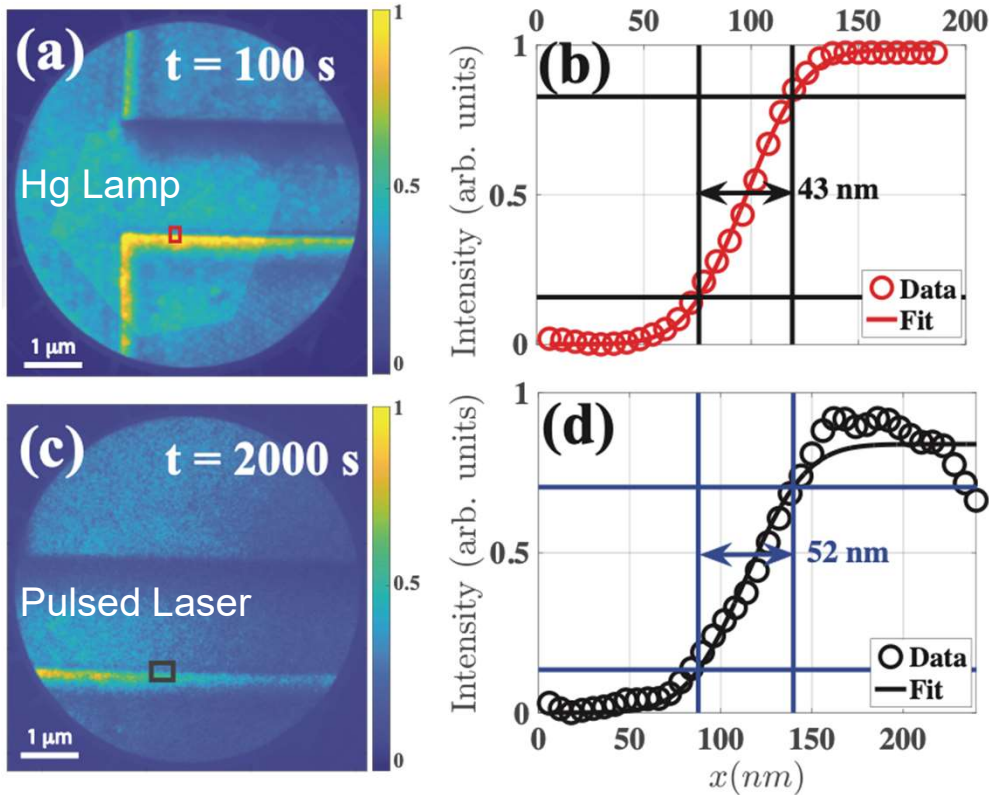 (a)
t = 100 s
Hg Lamp
1 μm
1
0.5
0
(b)
0 50 100 150 200
1
0.5
0
Intensity (arb. units)
43 nm
Data
Fit
(c)
t = 2000 s
Pulsed Laser
1 μm
1
0.5
0
(d)
1
0.5
0
Intensity (arb. units)
52 nm
Data
Fit
0 50 100 150 200
x(nm)